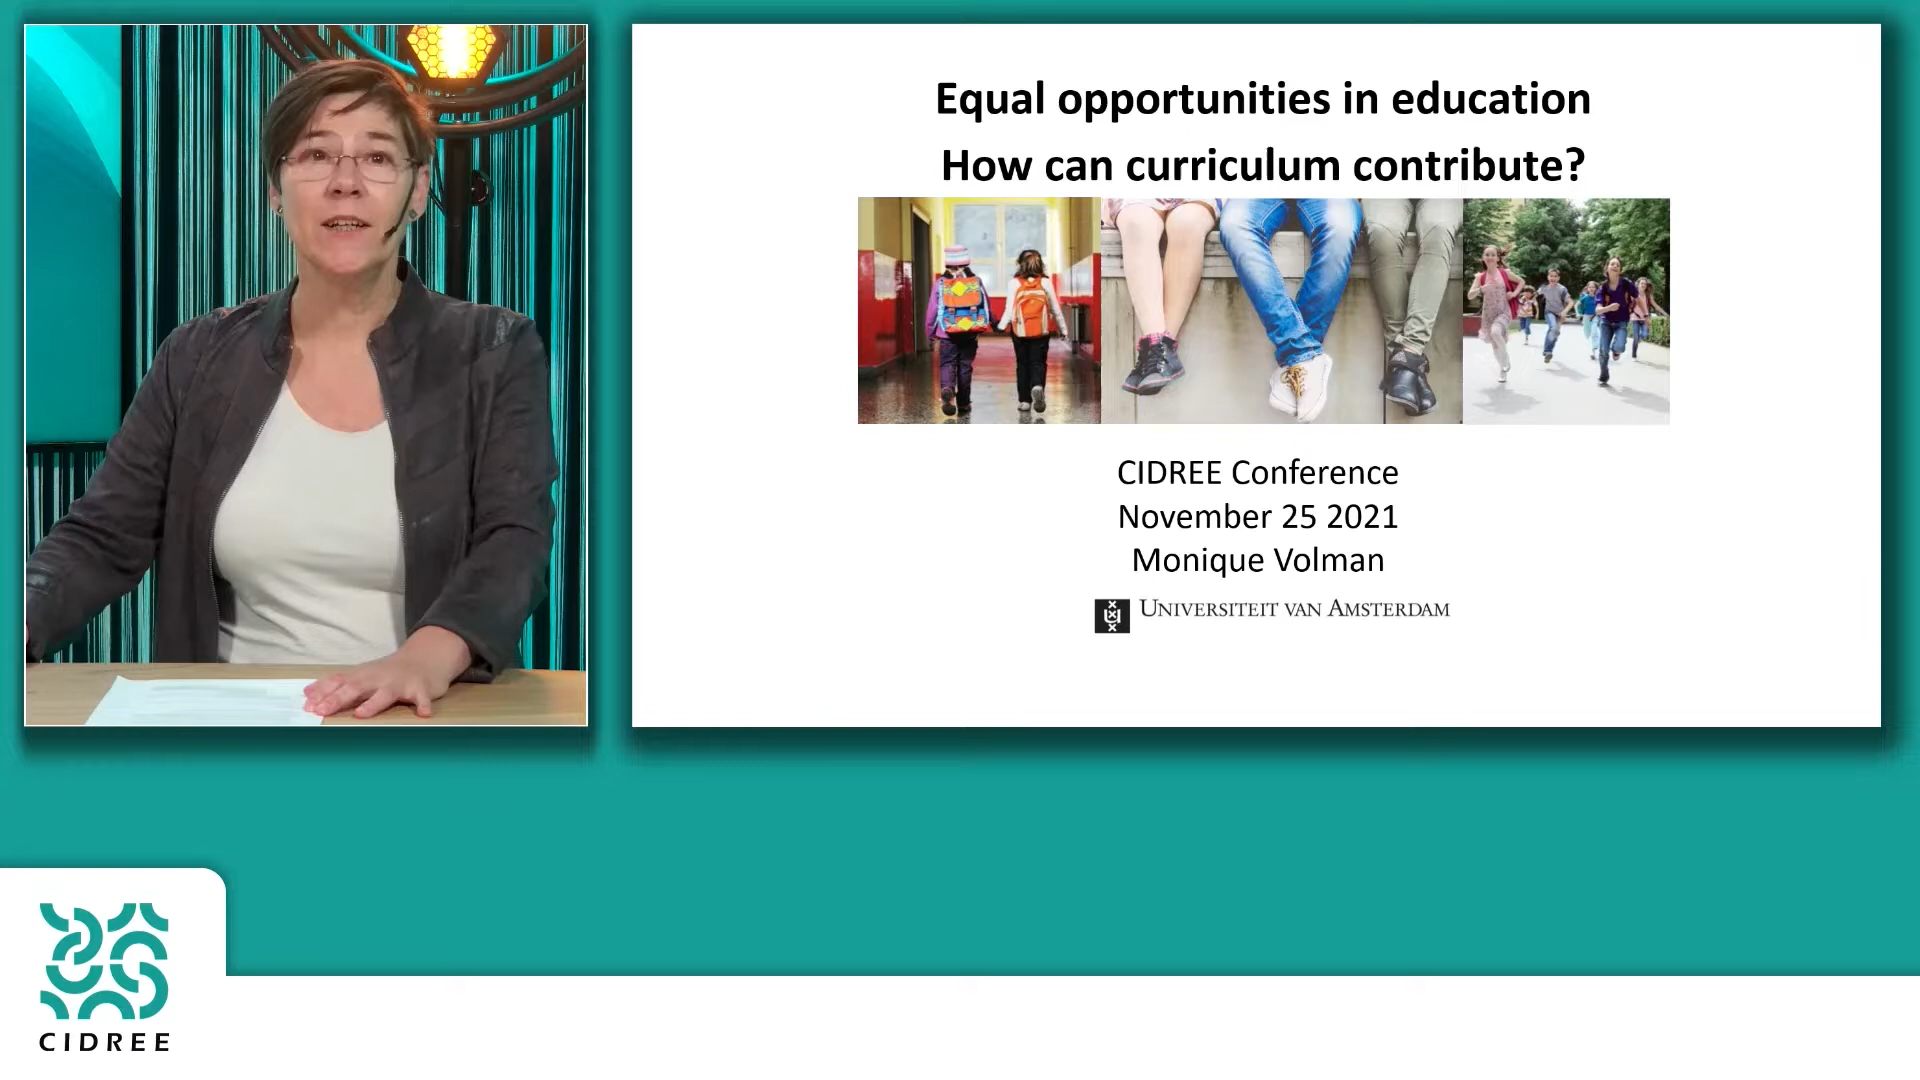 Equal opportunities in education
How can curriculum contribute?
CIDREE Conference
November 25 2021
Monique Volman
UNIVERSITEIT VAN AMSTERDAM
CIDREE